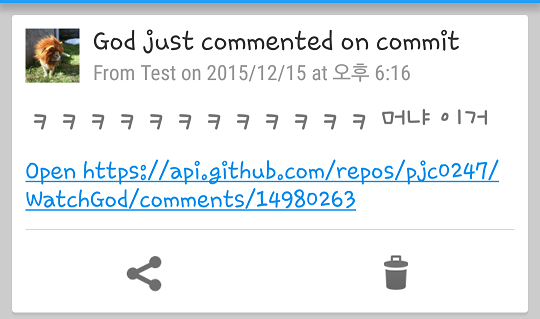 God just commented on commit
From Test on 2015/12/15 at 오후 6:16
ㅋ ㅋ ㅋ ㅋ ㅋ ㅋ ㅋ ㅋ ㅋ ㅋ ㅋ ㅋ 머냐 이거
Open https://api.github.com/repos/pjc0247/
WatchGod/comments/14980263